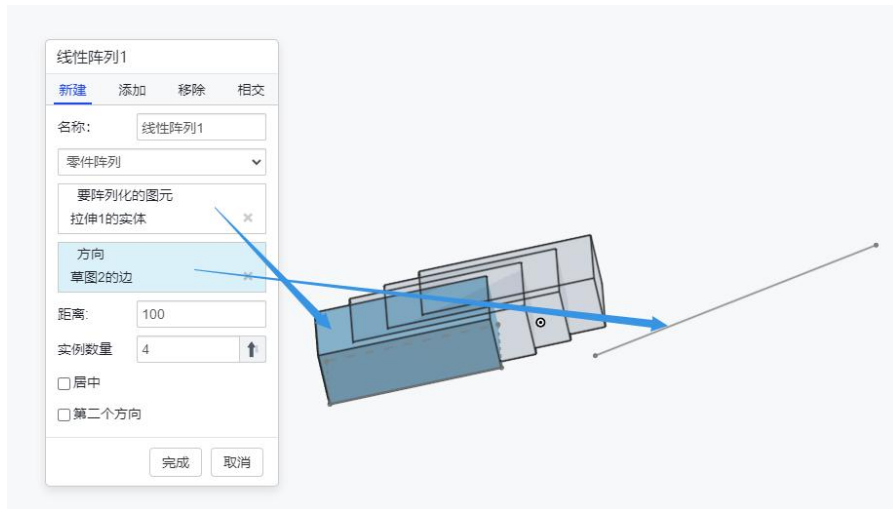 线性阵列1
新建 添加 移除 相交
名称: 线性阵列1
零件阵列
要阵列化的图元
拉伸1的实体
方向
草图2的边
距离: 100
实例数量 4
居中
第二个方向
完成 取消